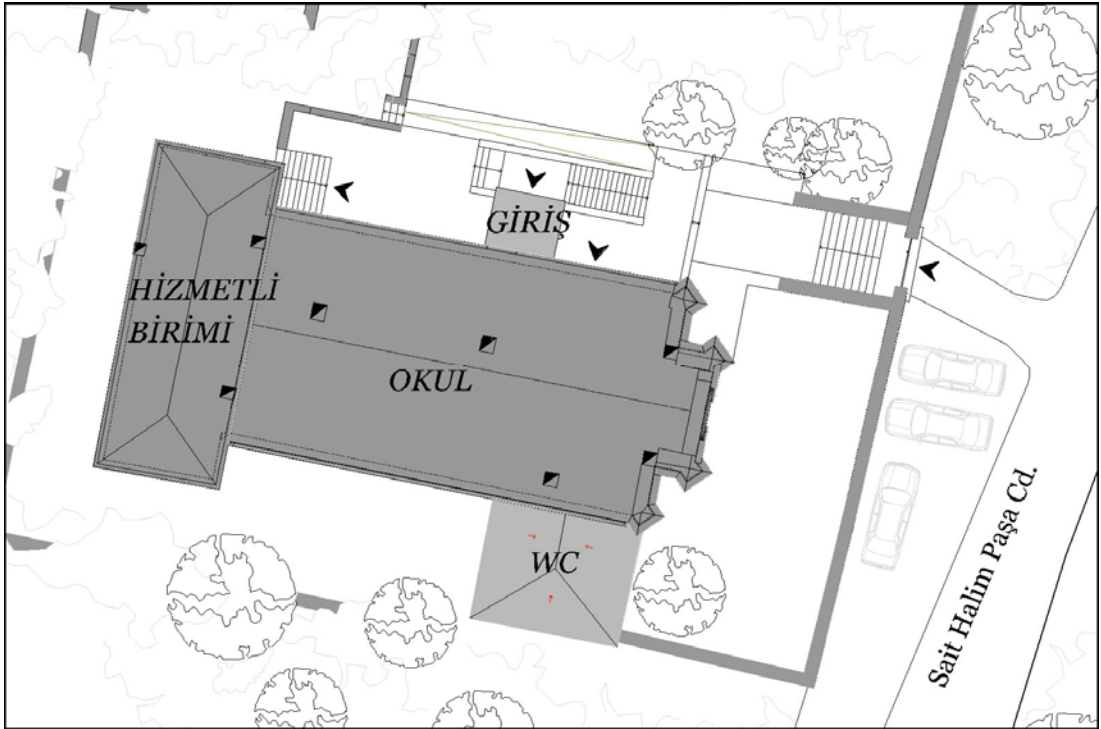 GİRİŞ
HİZMETLİ
BİRİMİ
OKUL
WC
Sait Halim Paşa Cd.